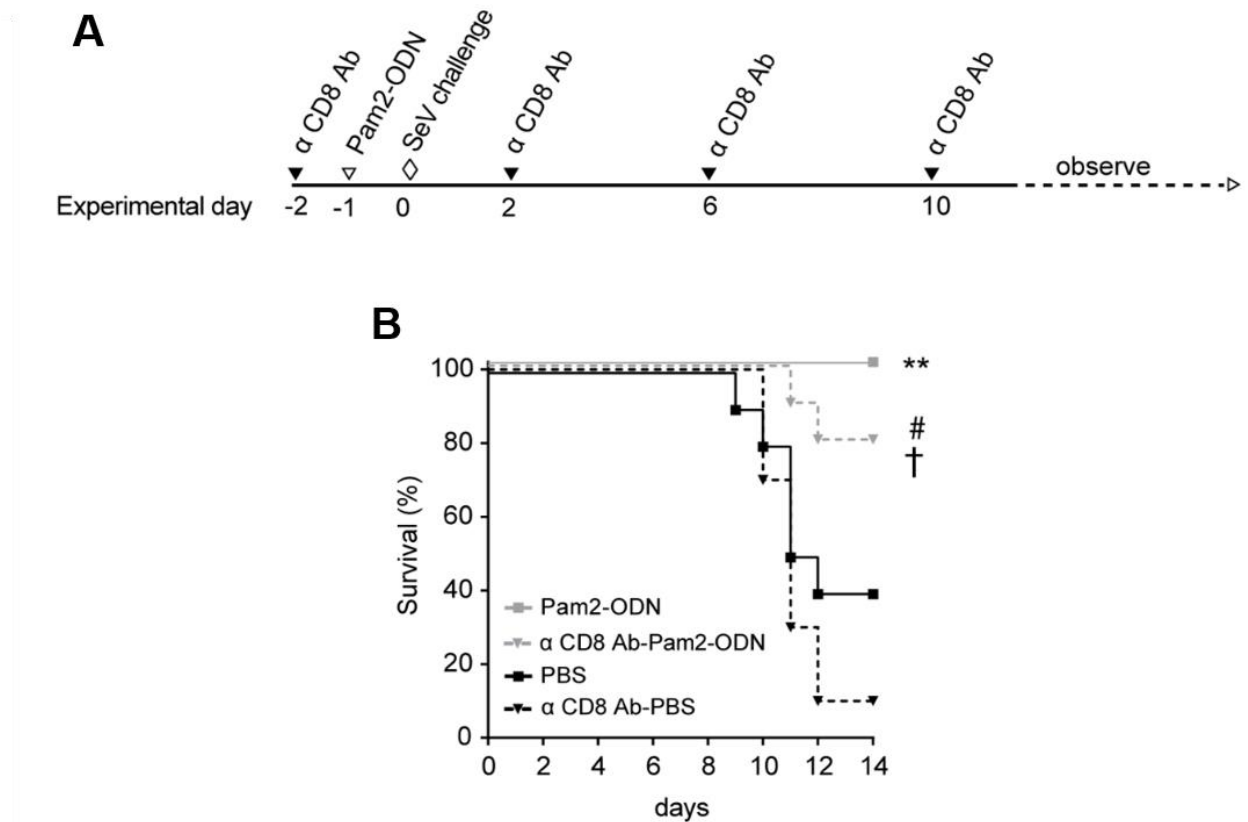 A
α CD8 Ab
Pam2-ODN
SeV challenge
α CD8 Ab
α CD8 Ab
α CD8 Ab
observe
Experimental day
-2
-1
0
2
6
10
B
100
80
60
40
20
0
Survival (%)
**
#
†
Pam2-ODN
α CD8 Ab-Pam2-ODN
PBS
α CD8 Ab-PBS
0
2
4
6
8
10
12
14
days